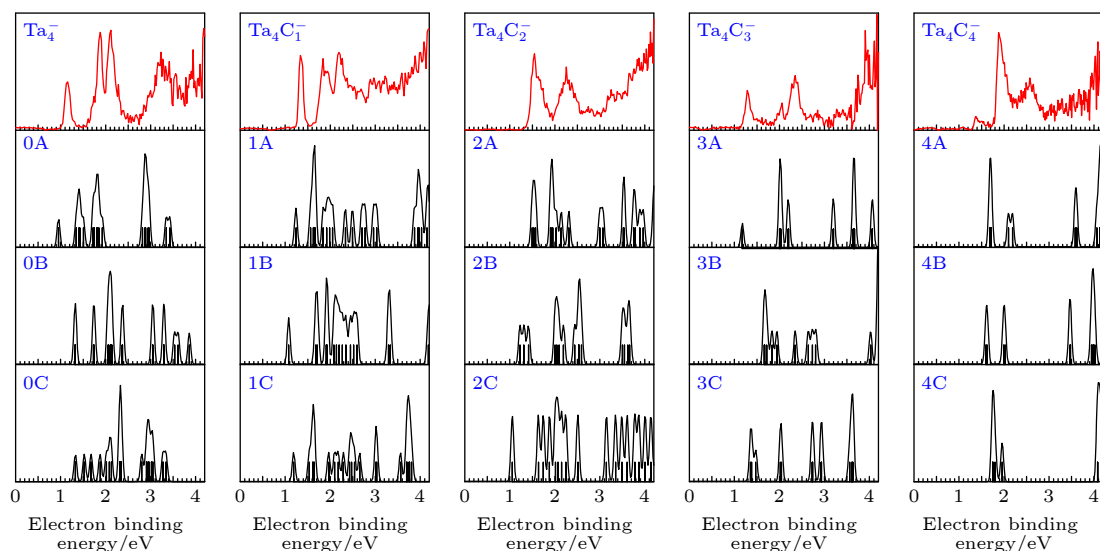 Ta₄⁻ Ta₄C₁⁻ Ta₄C₂⁻ Ta₄C₃⁻ Ta₄C₄⁻
0A 1A 2A 3A 4A
0B 1B 2B 3B 4B
0C 1C 2C 3C 4C
0 1 2 3 4 0 1 2 3 4 0 1 2 3 4 0 1 2 3 4 0 1 2 3 4
Electron binding Electron binding Electron binding Electron binding Electron binding
energy/eV energy/eV energy/eV energy/eV energy/eV